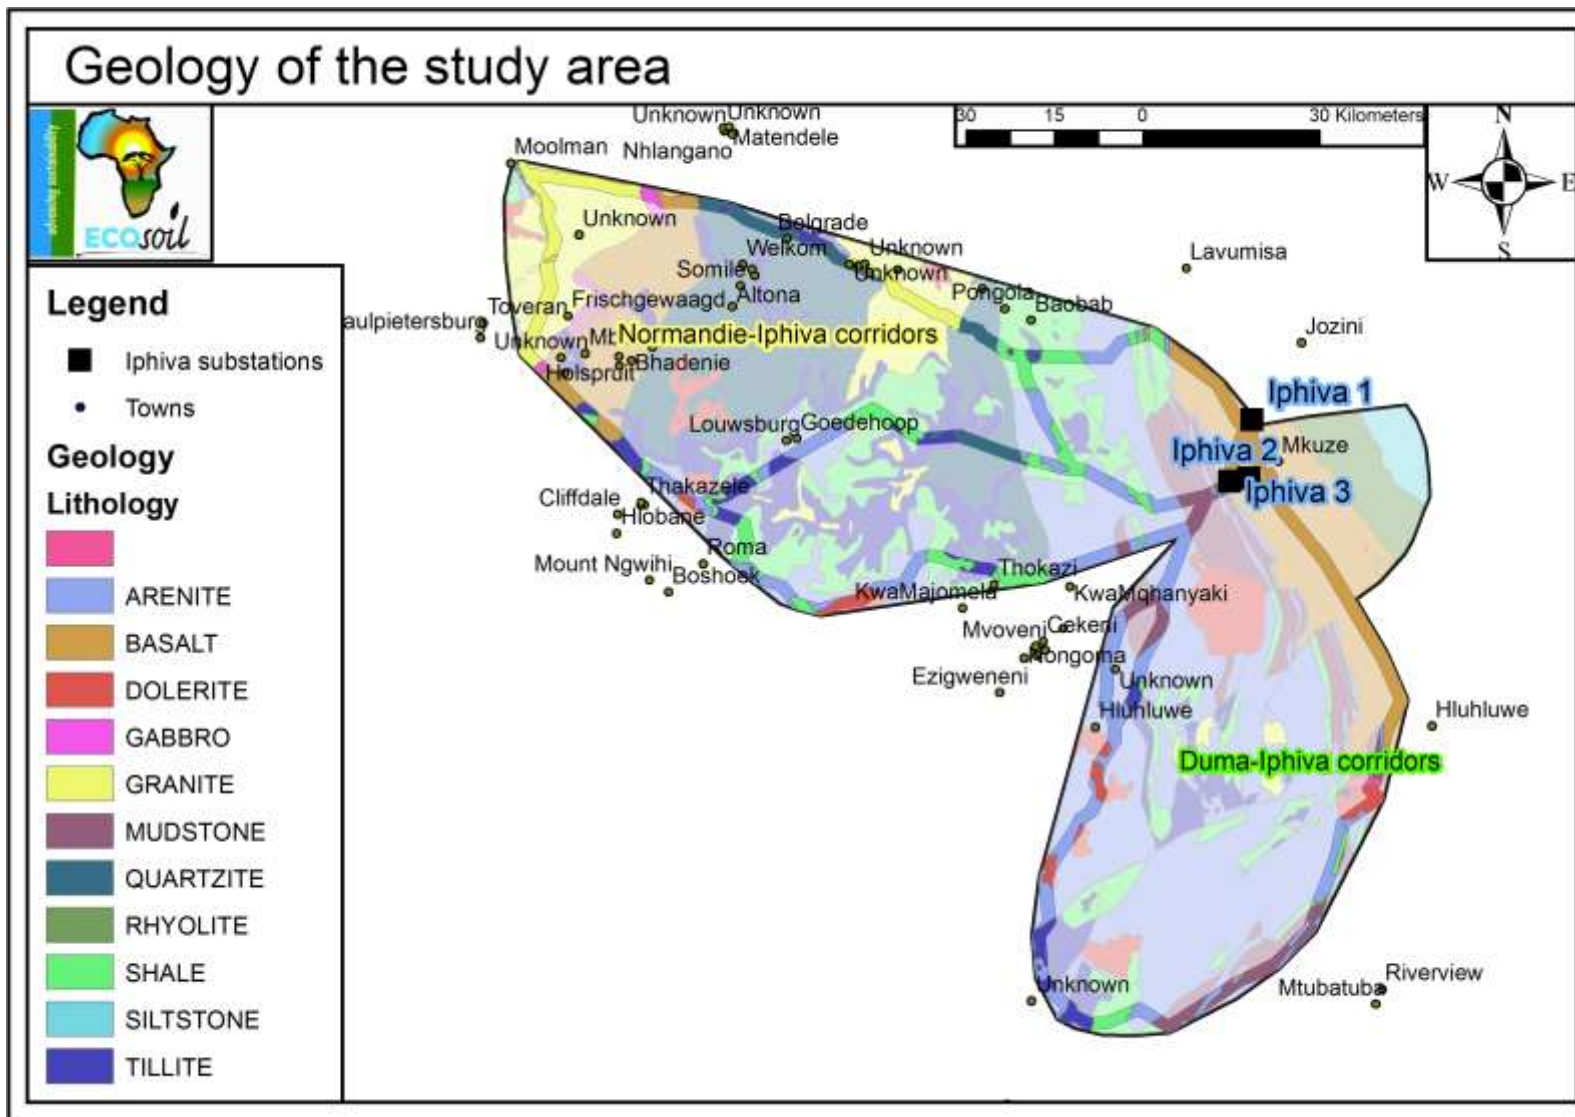 Geology of the study area
ECOsoil
Legend
Iphiva substations
Towns
Geology
Lithology
ARENITE
BASALT
DOLERITE
GABBRO
GRANITE
MUDSTONE
QUARTZITE
RHYOLITE
SHALE
SILTSTONE
TILLITE
30 15 0 30 Kilometers
N
W E
S
Unknown Unknown
Matendele
Nhlangano
Moolman
Unknown
Belgrade
Welkom
Unknown
Somile
Unknown
Lavumisa
Altona
Pongola
Baobab
Toveran
Frischgewaagd
aulpietersburg
Jozini
Unknown
Mt
Normandie-Iphiva corridors
Bhadenie
Holspruit
Iphiva 1
Louwsburg
Goedehoop
Iphiva 2
Mkuze
Iphiva 3
Thakazele
Cliffdale
Hlobane
Roma
Mount Ngwihi
Boshoek
Thokazi
KwaMajomela
KwaMqhanyaki
Mvoveni
Cekeni
Nongoma
Ezigweneni
Unknown
Hluhluwe
Hluhluwe
Duma-Iphiva corridors
Unknown
Riverview
Mtubatuba